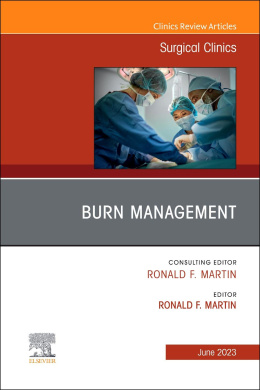 Clinics Review Articles
Surgical Clinics
BURN MANAGEMENT
CONSULTING EDITOR
RONALD F. MARTIN
EDITOR
RONALD F. MARTIN
ELSEVIER
June 2023